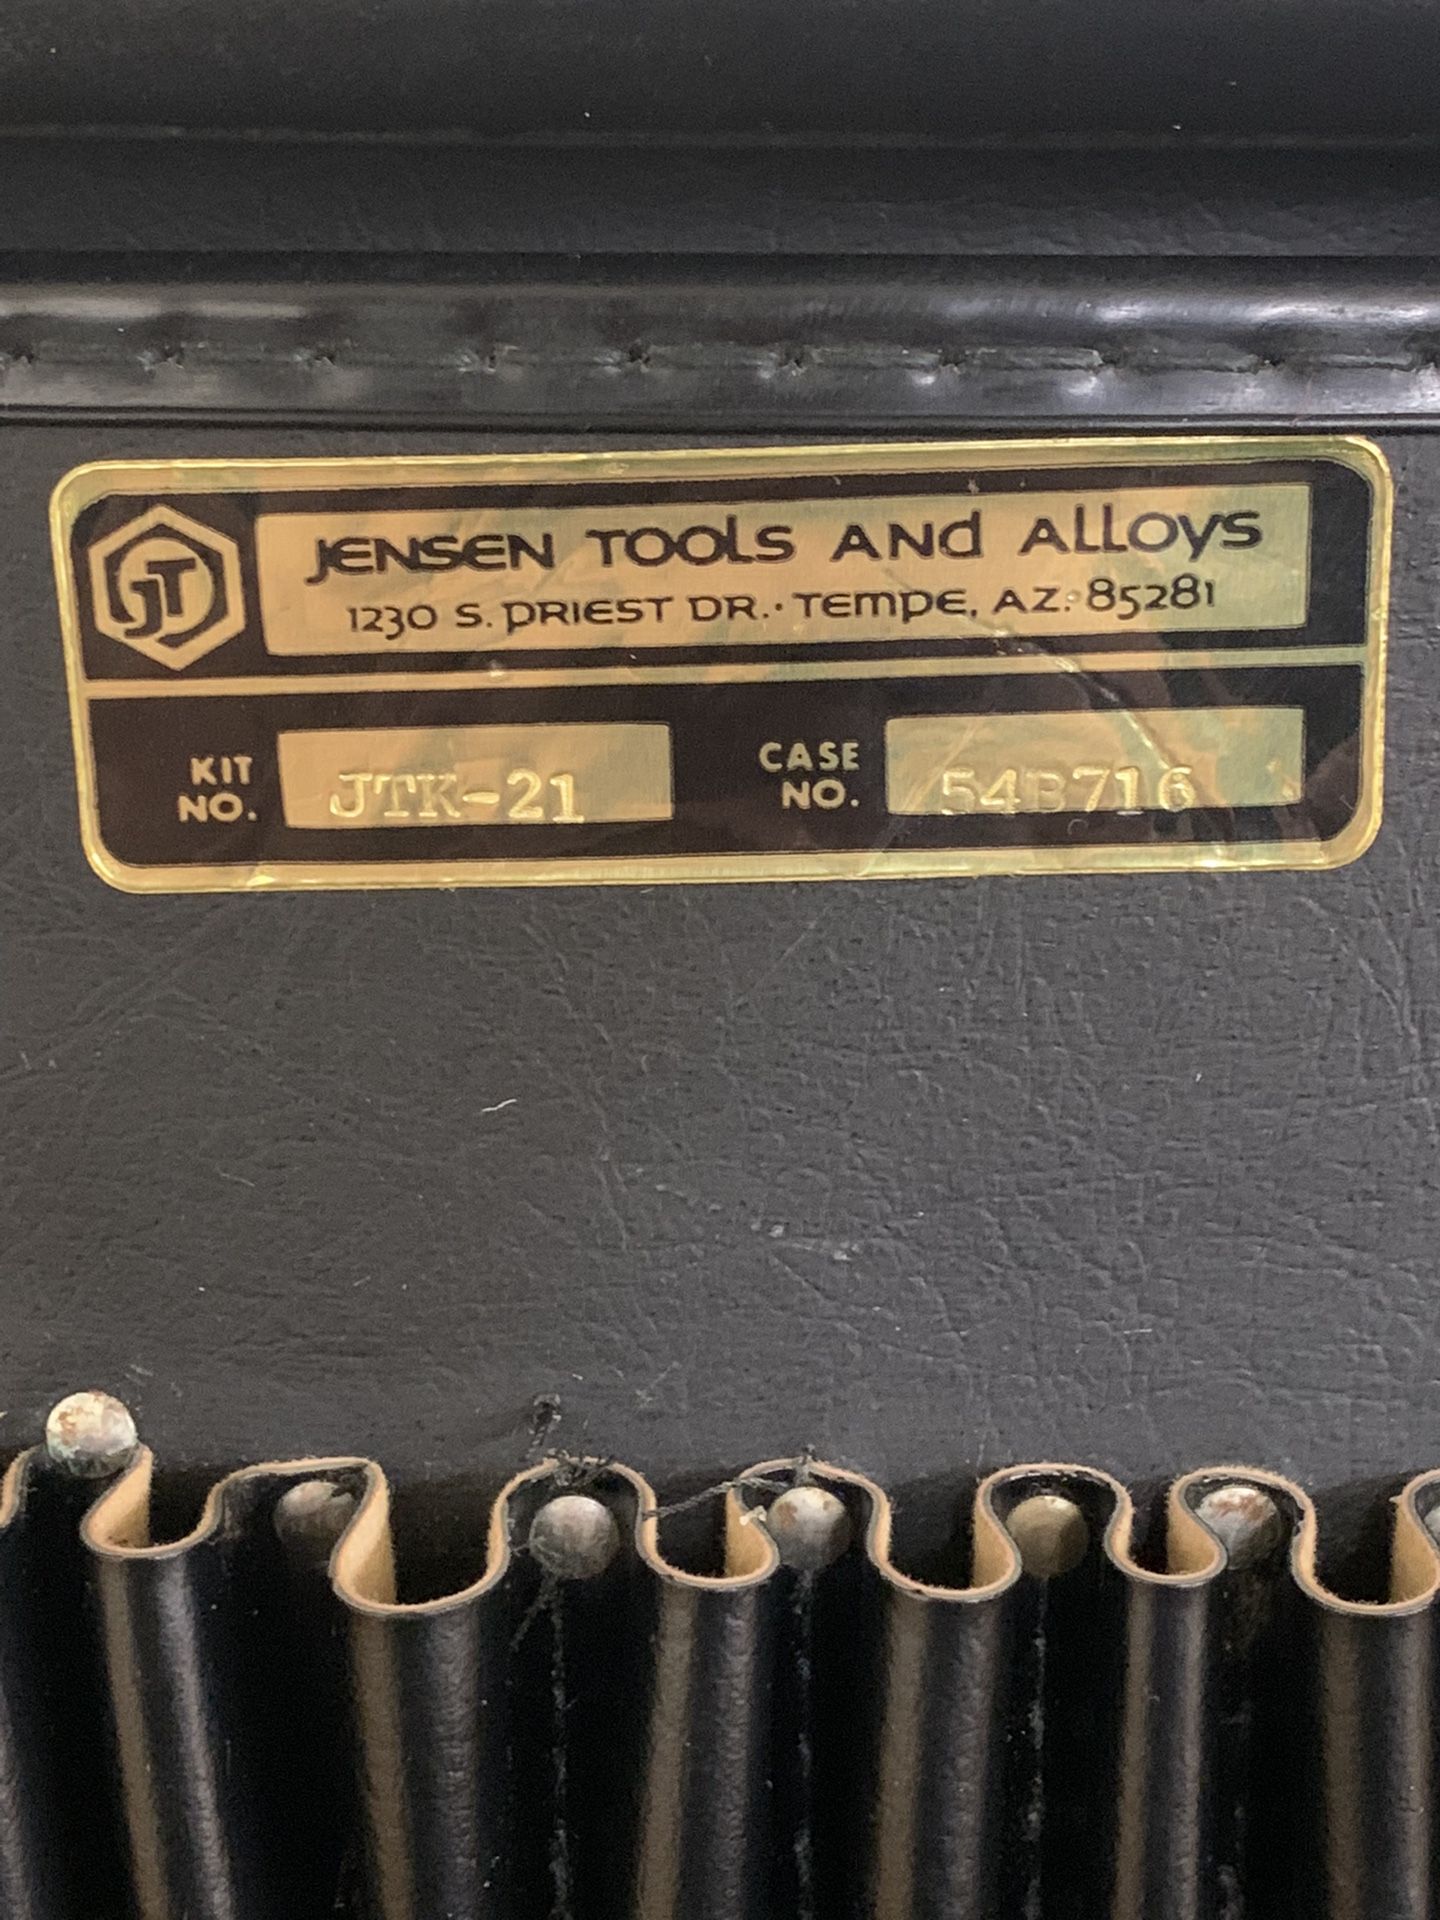 JT
JENSEN TOOLS AND ALLOYS
1230 S. PRIEST DR. · TEMPE, AZ. 85281
KIT NO. JTK-21
CASE NO. 54B716